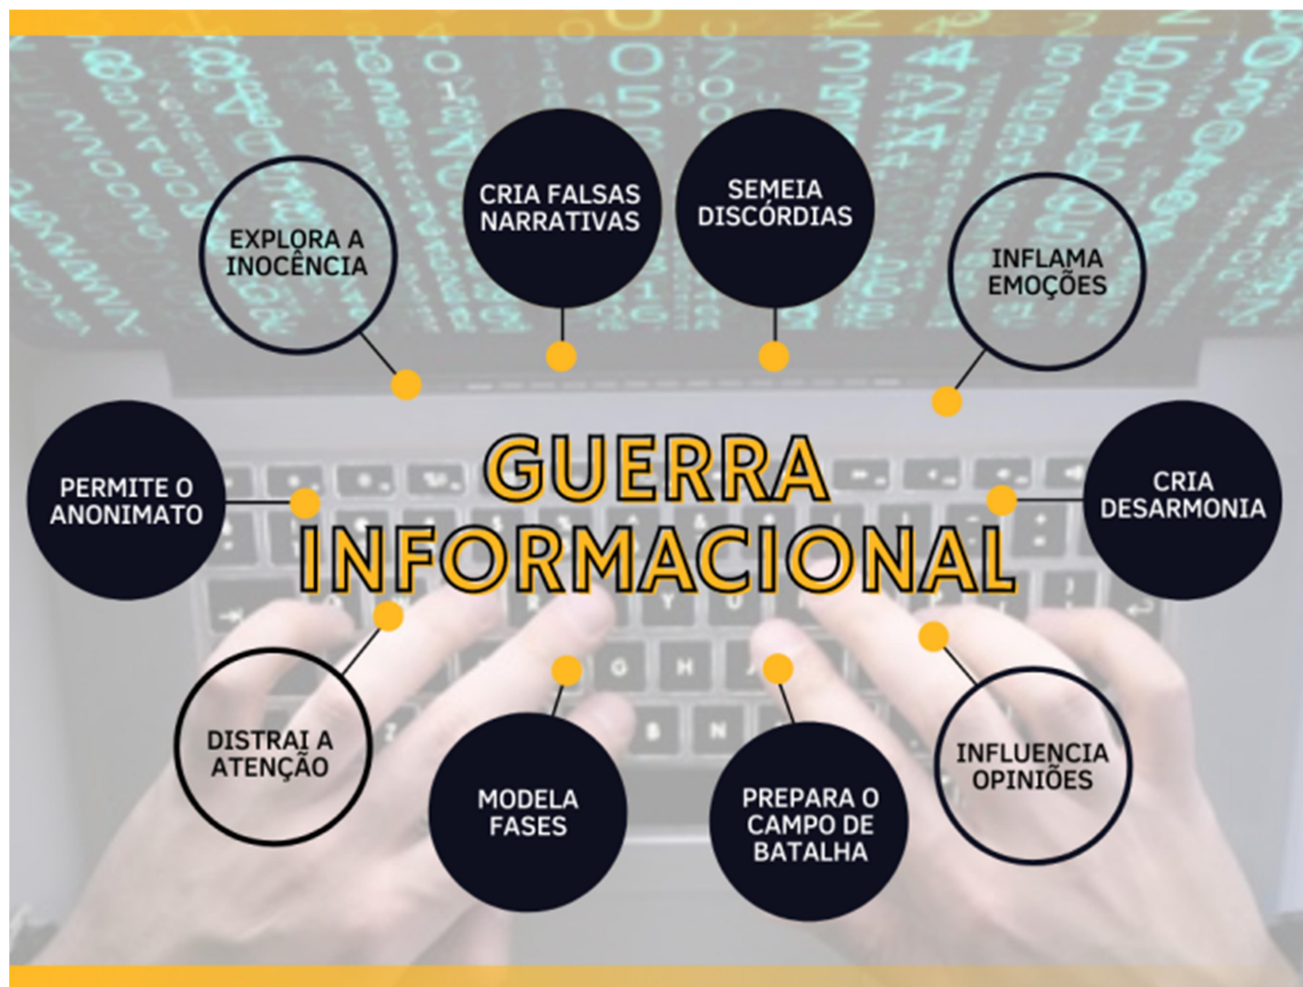 CRIA FALSAS
NARRATIVAS
SEMEIA
DISCÓRDIAS
EXPLORA A
INOCÊNCIA
INFLAMA
EMOÇÕES
PERMITE O
ANONIMATO
GUERRA
INFORMACIONAL
CRIA
DESARMONIA
DISTRAI A
ATENÇÃO
MODELA
FASES
PREPARA O
CAMPO DE
BATALHA
INFLUENCIA
OPINIÕES